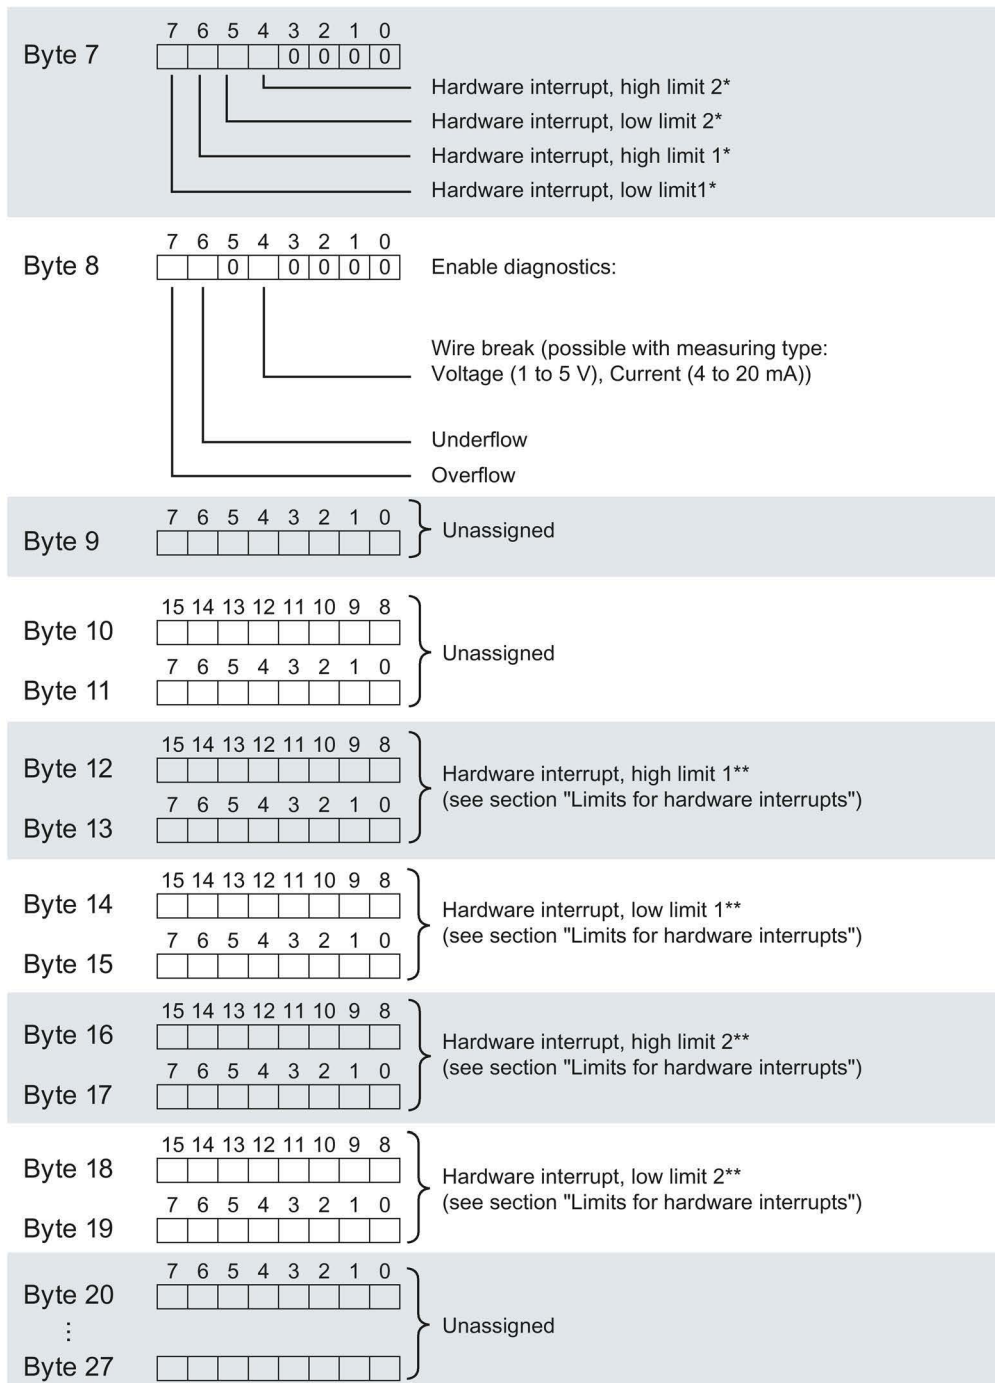 7 6 5 4 3 2 1 0
Byte 7 0 0 0 0
Hardware interrupt, high limit 2*
Hardware interrupt, low limit 2*
Hardware interrupt, high limit 1*
Hardware interrupt, low limit1*
7 6 5 4 3 2 1 0
Byte 8 0 0 0 0 0 Enable diagnostics:
Wire break (possible with measuring type:
Voltage (1 to 5 V), Current (4 to 20 mA))
Underflow
Overflow
7 6 5 4 3 2 1 0
Byte 9
Unassigned
15 14 13 12 11 10 9 8
Byte 10
7 6 5 4 3 2 1 0
Byte 11
Unassigned
15 14 13 12 11 10 9 8
Byte 12
7 6 5 4 3 2 1 0
Byte 13
Hardware interrupt, high limit 1**
(see section "Limits for hardware interrupts")
15 14 13 12 11 10 9 8
Byte 14
7 6 5 4 3 2 1 0
Byte 15
Hardware interrupt, low limit 1**
(see section "Limits for hardware interrupts")
15 14 13 12 11 10 9 8
Byte 16
7 6 5 4 3 2 1 0
Byte 17
Hardware interrupt, high limit 2**
(see section "Limits for hardware interrupts")
15 14 13 12 11 10 9 8
Byte 18
7 6 5 4 3 2 1 0
Byte 19
Hardware interrupt, low limit 2**
(see section "Limits for hardware interrupts")
7 6 5 4 3 2 1 0
Byte 20
⋮
Byte 27
Unassigned